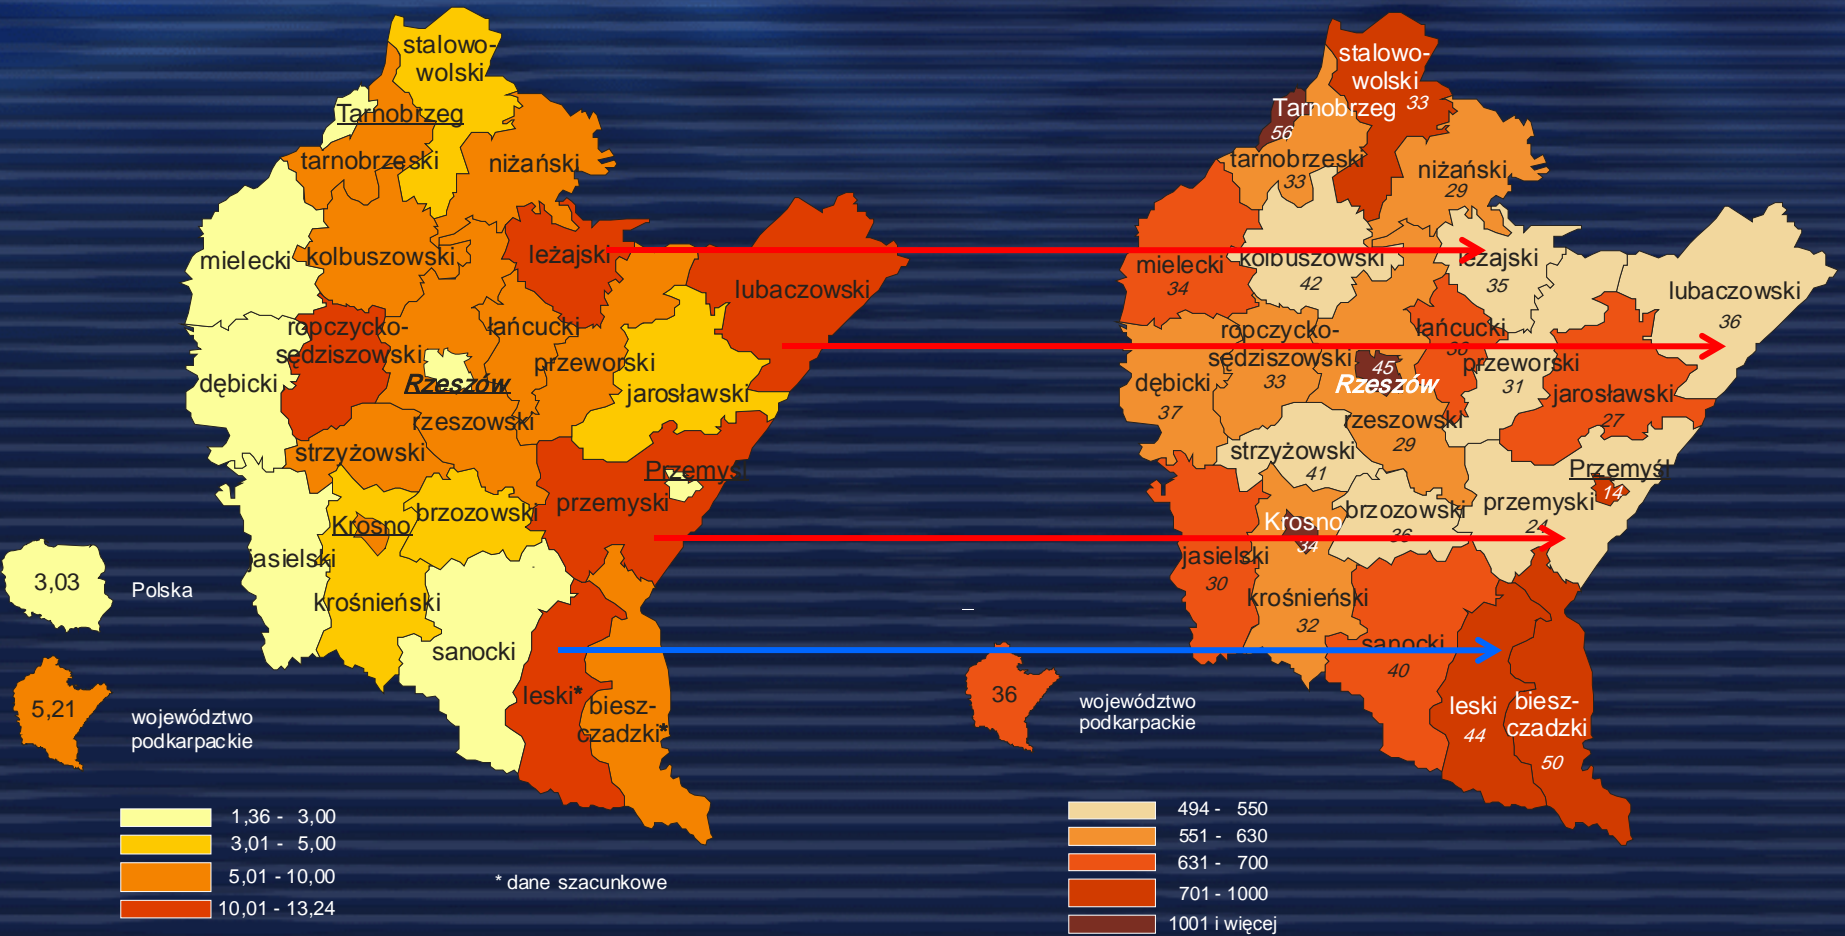 stalowo-
wolski
Tarnobrzeg
tarnobrzeski
niżański
mielecki
kolbuszowski
leżajski
lubaczowski
ropczycko-
sędziszowski
łańcucki
przeworski
dębicki
Rzeszów
jarosławski
rzeszowski
strzyżowski
Przemyśl
przemyski
Krosno
brzozowski
jasielski
krośnieński
sanocki
leski*
biesz-
czadzki*
3,03
Polska
5,21
województwo
podkarpackie
1,36 - 3,00
3,01 - 5,00
5,01 - 10,00
10,01 - 13,24
* dane szacunkowe
stalowo-
wolski
33
Tarnobrzeg
56
tarnobrzeski
33
niżański
29
mielecki
34
kolbuszowski
42
leżajski
35
lubaczowski
36
ropczycko-
sędziszowski
33
łańcucki
przeworski
31
dębicki
37
45
Rzeszów
jarosławski
27
rzeszowski
29
strzyżowski
41
Przemyśl
14
przemyski
24
Krosno
34
brzozowski
36
jasielski
30
krośnieński
32
sanocki
40
leski
44
biesz-
czadzki
50
36
województwo
podkarpackie
494 - 550
551 - 630
631 - 700
701 - 1000
1001 i więcej